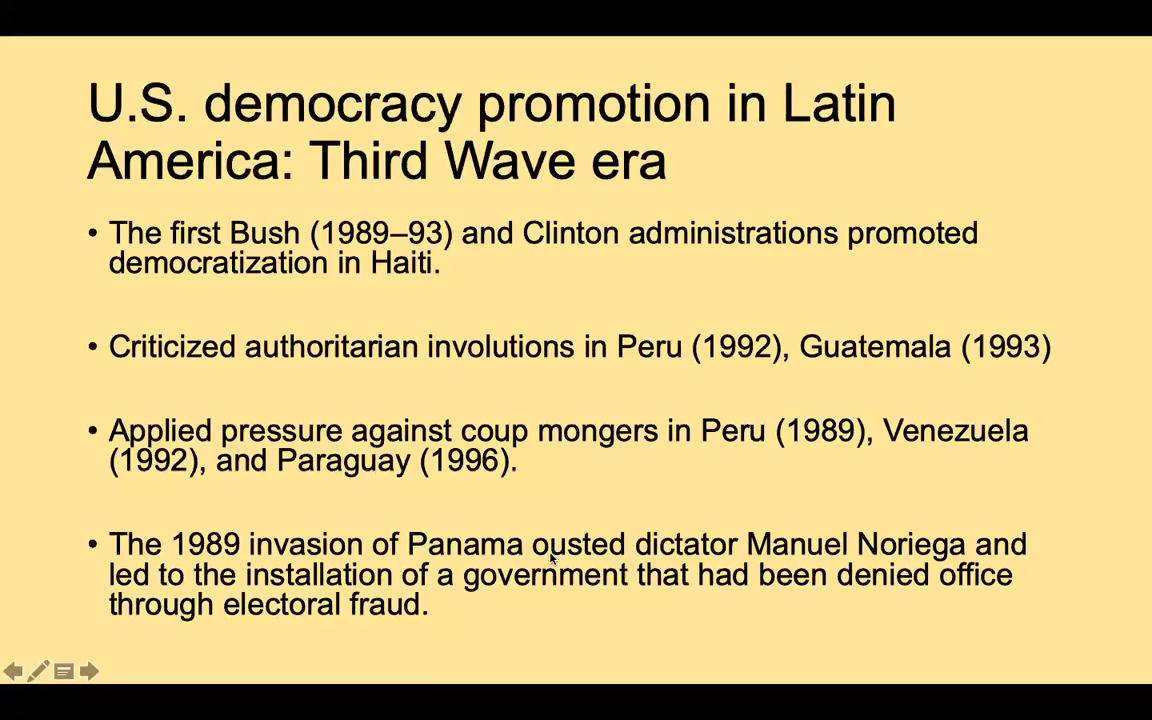 U.S. democracy promotion in Latin
America: Third Wave era
• The first Bush (1989–93) and Clinton administrations promoted
democratization in Haiti.
• Criticized authoritarian involutions in Peru (1992), Guatemala (1993)
• Applied pressure against coup mongers in Peru (1989), Venezuela
(1992), and Paraguay (1996).
• The 1989 invasion of Panama ousted dictator Manuel Noriega and
led to the installation of a government that had been denied office
through electoral fraud.